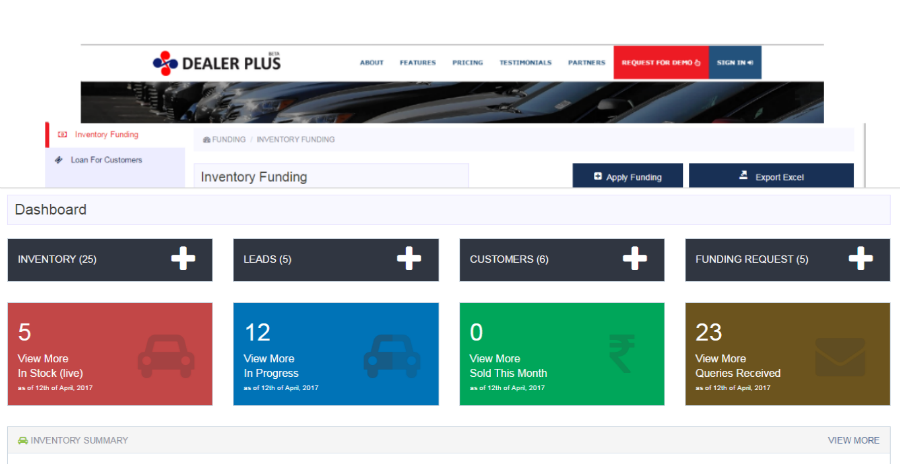 DEALER PLUS
BETA
ABOUT FEATURES PRICING TESTIMONIALS PARTNERS REQUEST FOR DEMO SIGN IN
Inventory Funding
FUNDING / INVENTORY FUNDING
Loan For Customers
Inventory Funding
Apply Funding
Export Excel
Dashboard
INVENTORY (25)
LEADS (5)
CUSTOMERS (6)
FUNDING REQUEST (5)
5
View More
In Stock (live)
as of 12th of April, 2017
12
View More
In Progress
as of 12th of April, 2017
0
View More
Sold This Month
as of 12th of April, 2017
₹
23
View More
Queries Received
as of 12th of April, 2017
INVENTORY SUMMARY
VIEW MORE